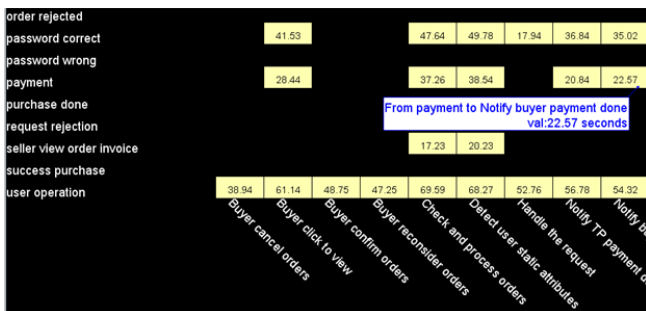 order rejected
password correct 41.53 47.64 49.78 17.94 36.84 35.02
password wrong
payment 28.44 37.26 38.54 20.84 22.57
purchase done
From payment to Notify buyer payment done
val:22.57 seconds
request rejection
seller view order invoice 17.23 20.23
success purchase
user operation 38.94 61.14 48.75 47.25 69.59 68.27 52.76 56.78 54.32
Buyer cancel orders
Buyer click to view
Buyer confirm orders
Buyer reconsider orders
Check and process orders
Detect user static attributes
Handle the request
Notify TP payment
Notify